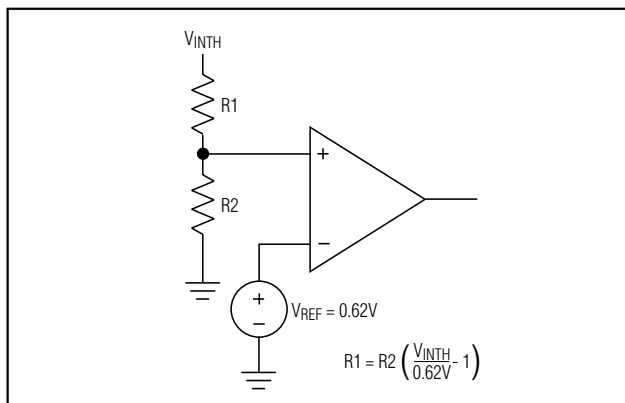 VINTH
R1
+
R2
−
+
−
VREF = 0.62V
R1 = R2 (VINTH/0.62V - 1)